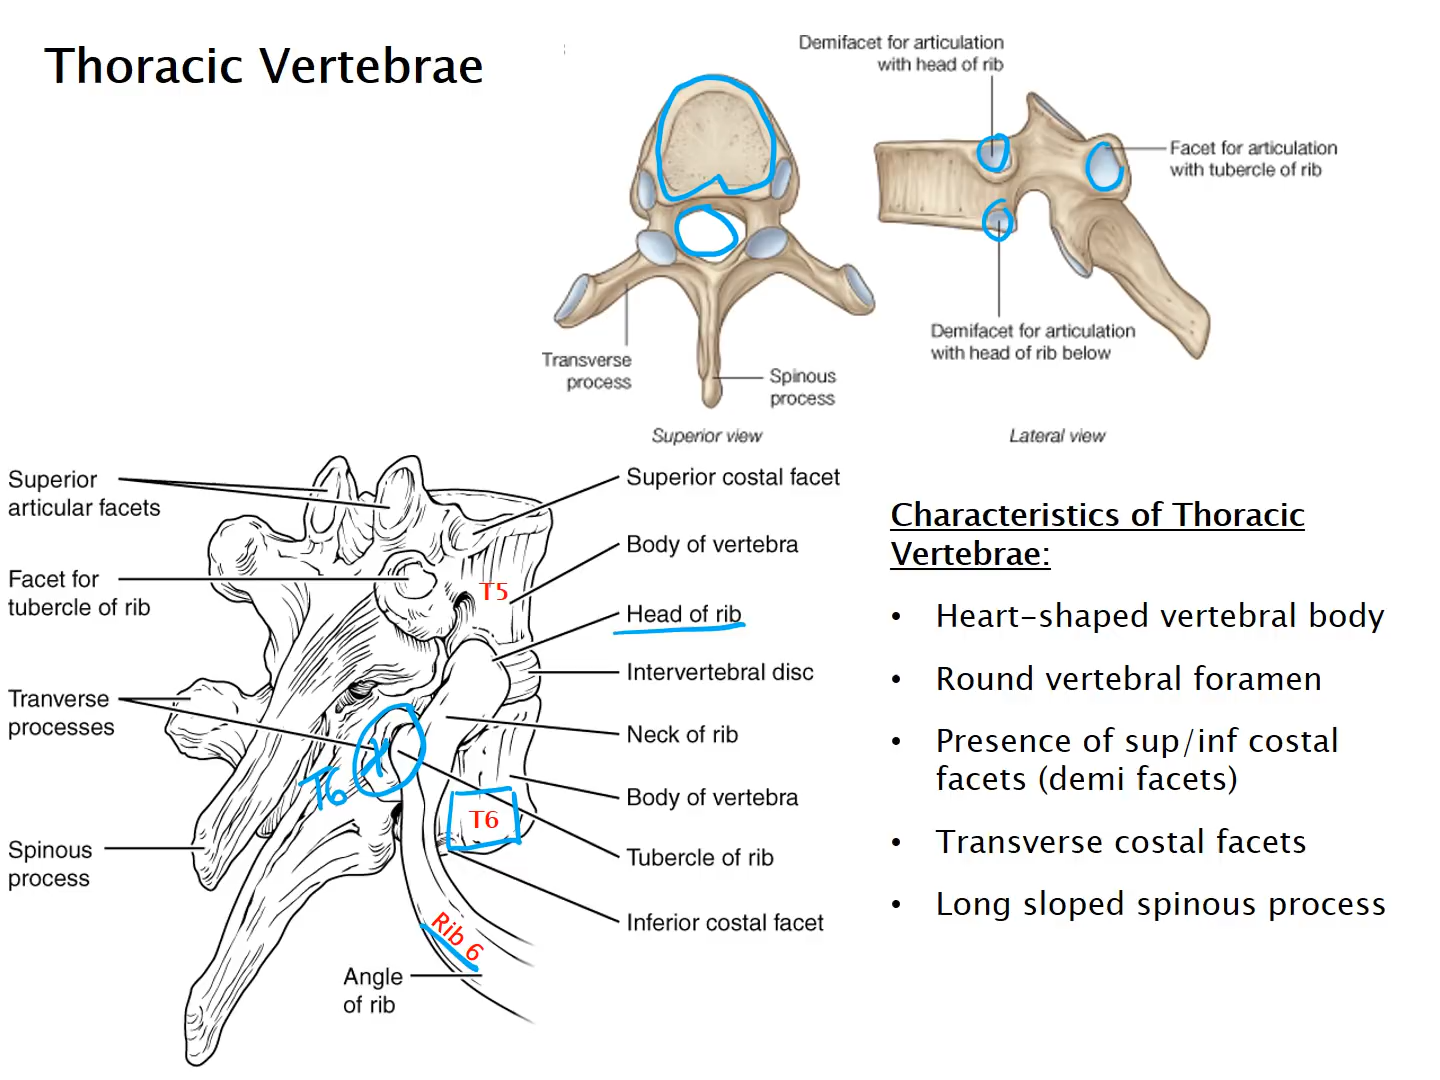 Thoracic Vertebrae
Demifacet for articulation
with head of rib
Facet for articulation
with tubercle of rib
Demifacet for articulation
with head of rib below
Transverse
process
Spinous
process
Superior view
Lateral view
Superior
articular facets
Facet for
tubercle of rib
Tranverse
processes
Spinous
process
Superior costal facet
Body of vertebra
Head of rib
Intervertebral disc
Neck of rib
Body of vertebra
Tubercle of rib
Inferior costal facet
Angle
of rib
T5
T6
T6
X
Rib 6
Characteristics of Thoracic
Vertebrae:
• Heart-shaped vertebral body
• Round vertebral foramen
• Presence of sup/inf costal
facets (demi facets)
• Transverse costal facets
• Long sloped spinous process